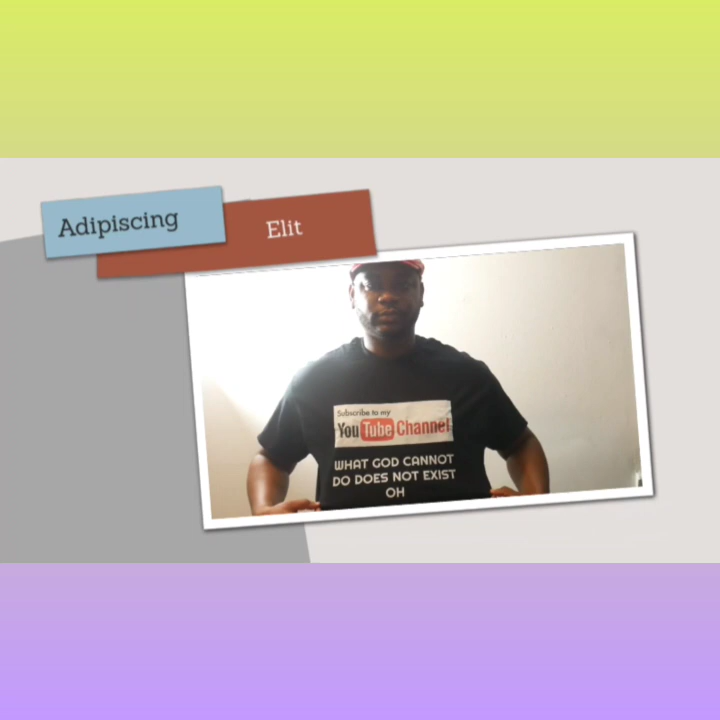 Adipiscing
Elit
Subscribe to my
YouTube Channel
WHAT GOD CANNOT
DO DOES NOT EXIST
OH